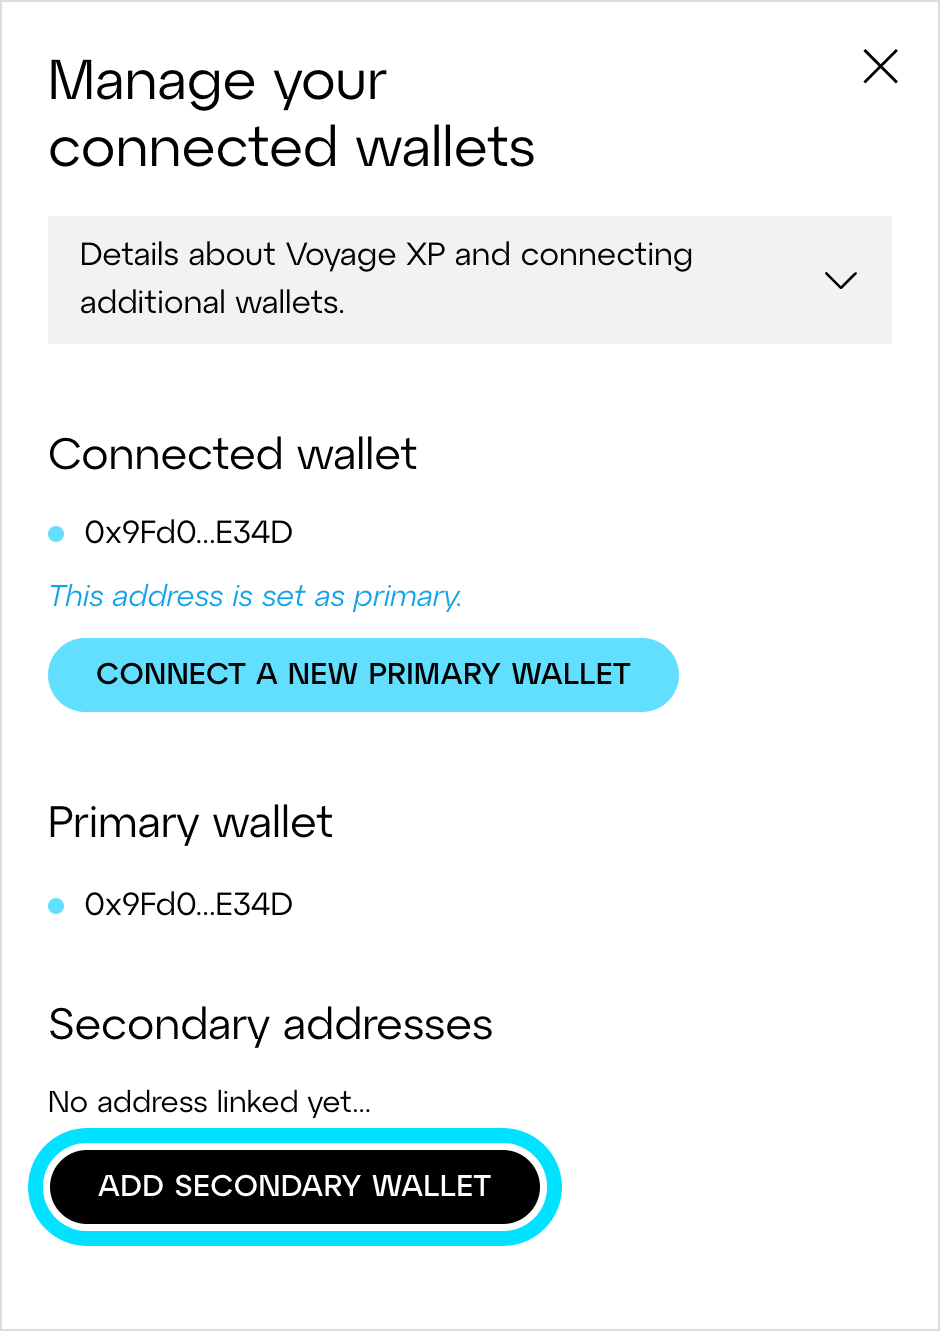 Manage your
connected wallets
Details about Voyage XP and connecting
additional wallets.
Connected wallet
0x9Fd0...E34D
This address is set as primary.
CONNECT A NEW PRIMARY WALLET
Primary wallet
0x9Fd0...E34D
Secondary addresses
No address linked yet...
ADD SECONDARY WALLET